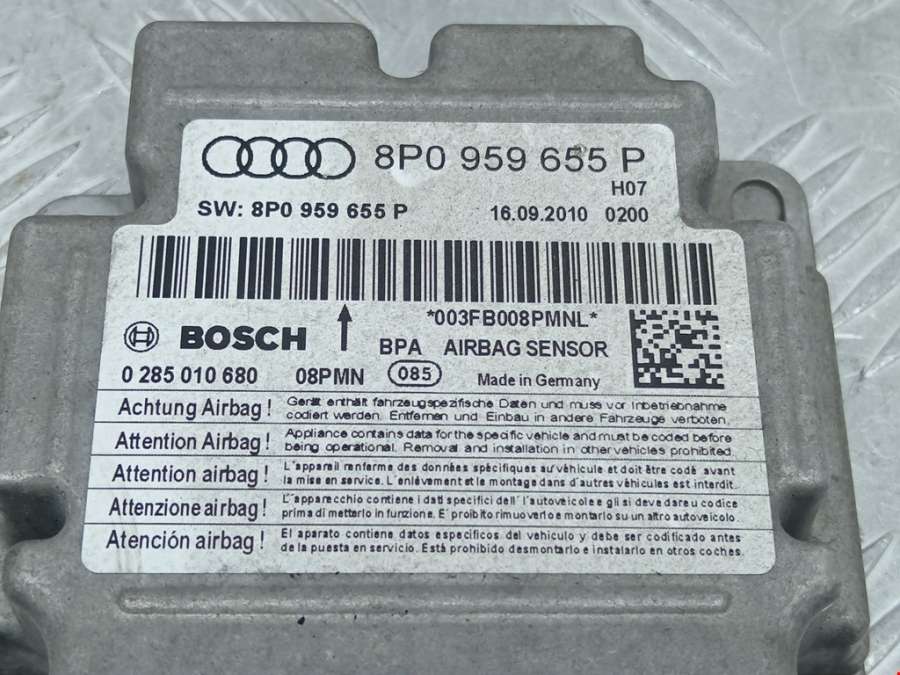 8P0 959 655 P
H07
SW: 8P0 959 655 P 16.09.2010 0200
*003FB008PMNL*
BOSCH BPA AIRBAG SENSOR
0 285 010 680 08PMN 085 Made in Germany
Achtung Airbag! Gerät enthält fahrzeugspezifische Daten und muss vor Inbetriebnahme
codiert werden. Entfernen und Einbau in andere Fahrzeuge verboten.
Attention Airbag! Appliance contains data for the specific vehicle and must be coded before
being operational. Removal and installation in other vehicles prohibited.
Attention airbag! L'appareil renferme des données spécifiques au véhicule et doit être codé avant
la mise en service. L'enlèvement et le montage dans d'autres véhicules est interdit.
Attenzione airbag! L'apparecchio contiene i dati specifici dell'autoveicolo e gli si deve dare u codice
prima di metterlo in funzione. E' proibito rimuoverlo e montarlo su un altro autoveicolo.
Atención airbag! El aparato contiene datos especificos del vehiculo y debe ser codificado antes
de la puesta en servicio. Está prohibido desmontarlo e instalarlo en otros coches.